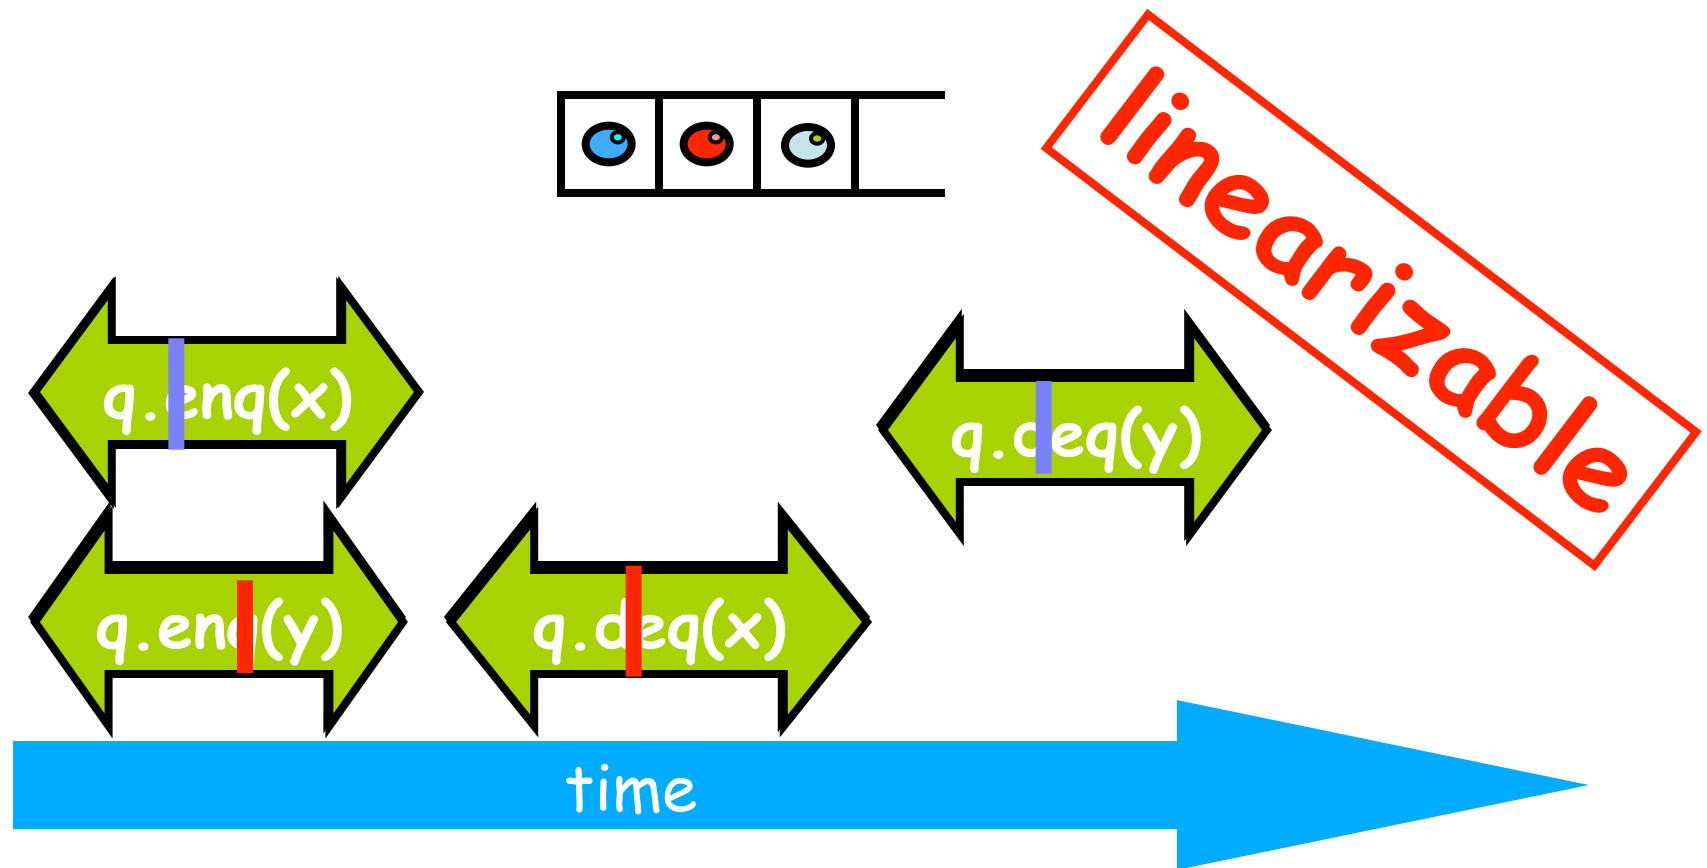 linearizable
q.enq(x)
q.deq(y)
q.enq(y)
q.deq(x)
time